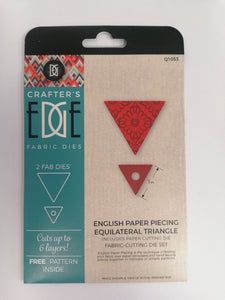 Q1053
CRAFTER'S
EDGE
FABRIC DIES
2 FAB DIES
Cuts up to
6 layers!
FREE PATTERN
INSIDE
ENGLISH PAPER PIECING
EQUILATERAL TRIANGLE
INCLUDES PAPER CUTTING DIE
FABRIC CUTTING DIE SET